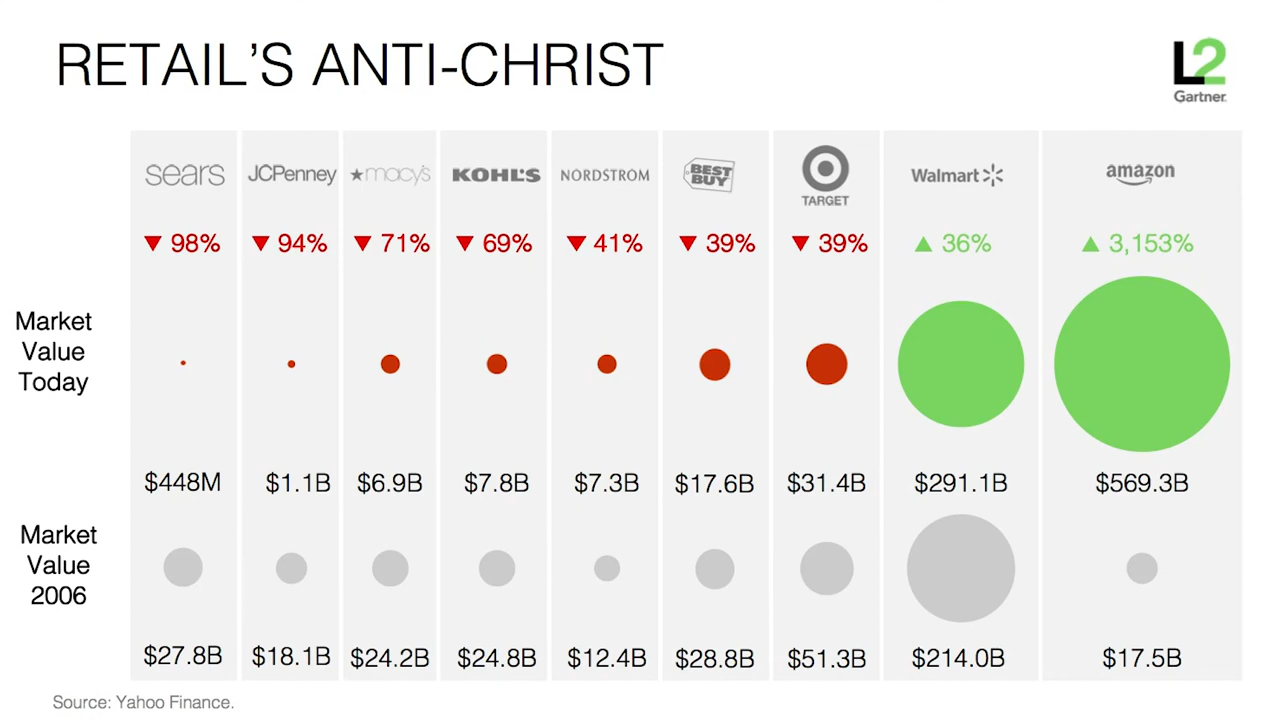 RETAIL'S ANTI-CHRIST
L2
Gartner
sears JCPenney macy's KOHL'S NORDSTROM BEST BUY TARGET Walmart amazon
▼ 98% ▼ 94% ▼ 71% ▼ 69% ▼ 41% ▼ 39% ▼ 39% ▲ 36% ▲ 3,153%
Market
Value
Today
$448M $1.1B $6.9B $7.8B $7.3B $17.6B $31.4B $291.1B $569.3B
Market
Value
2006
$27.8B $18.1B $24.2B $24.8B $12.4B $28.8B $51.3B $214.0B $17.5B
Source: Yahoo Finance.